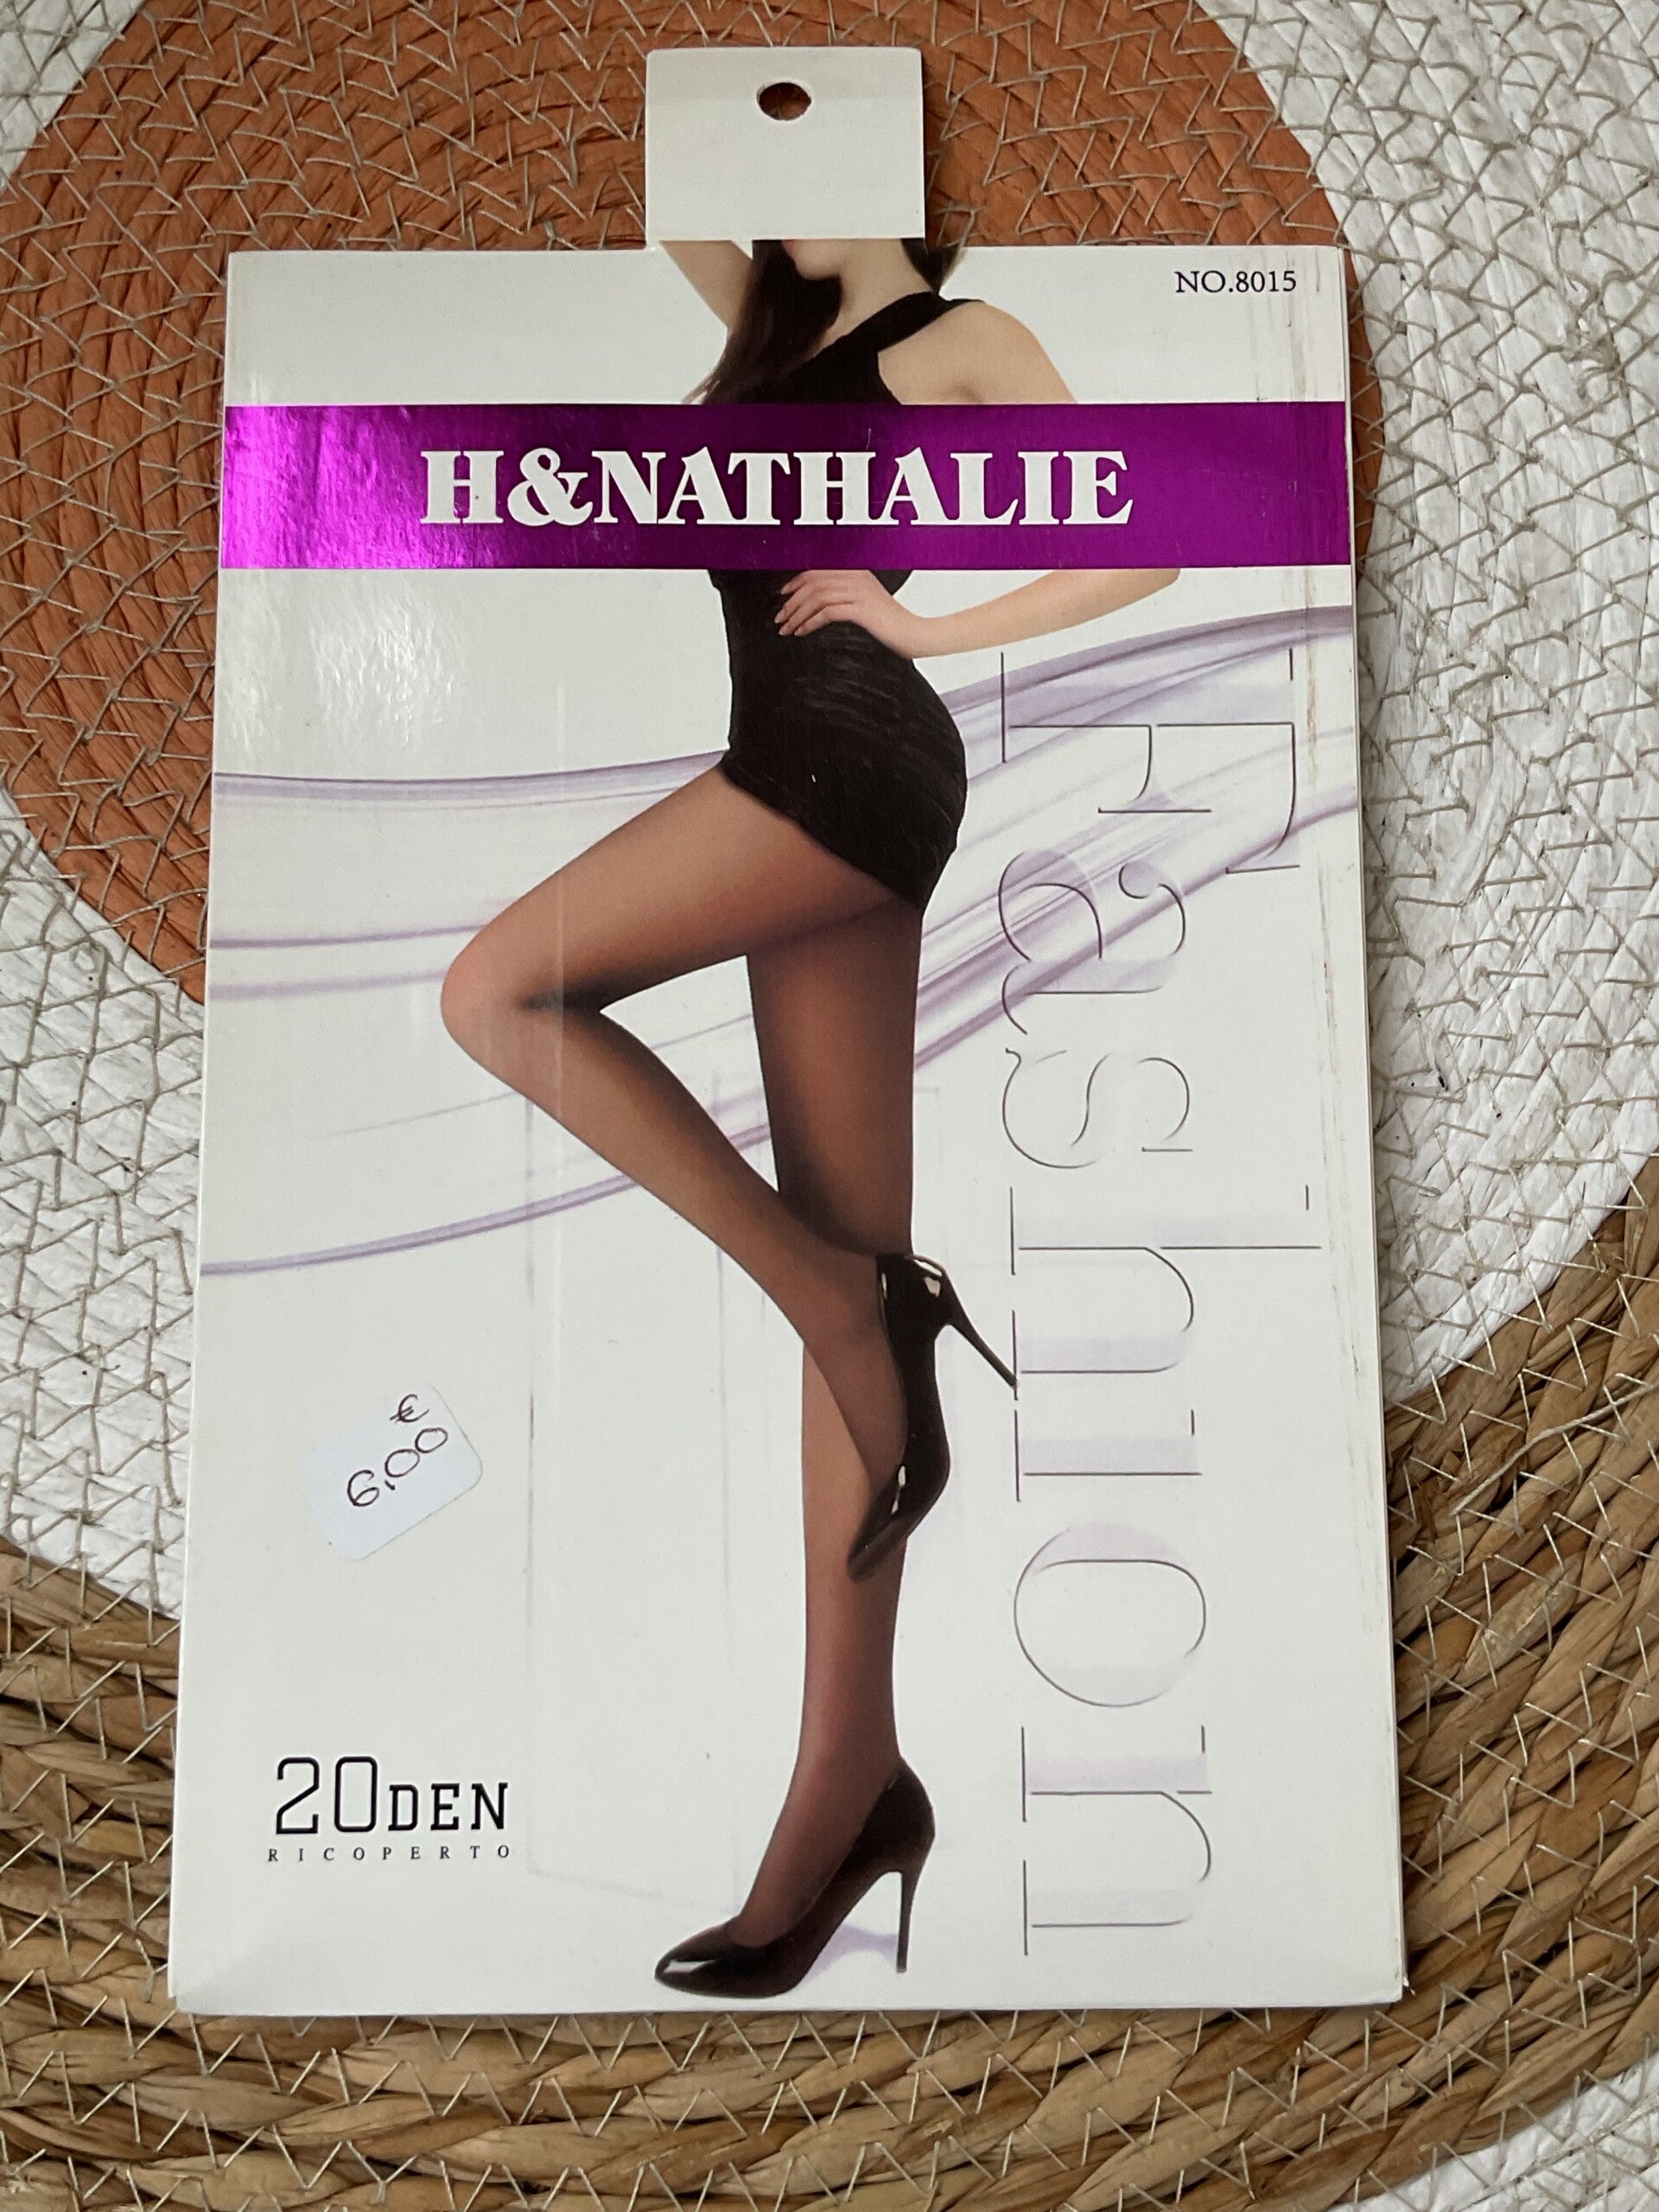 NO.8015
H&NATHALIE
Fashion
€
6,00
20DEN
RICOPERTO